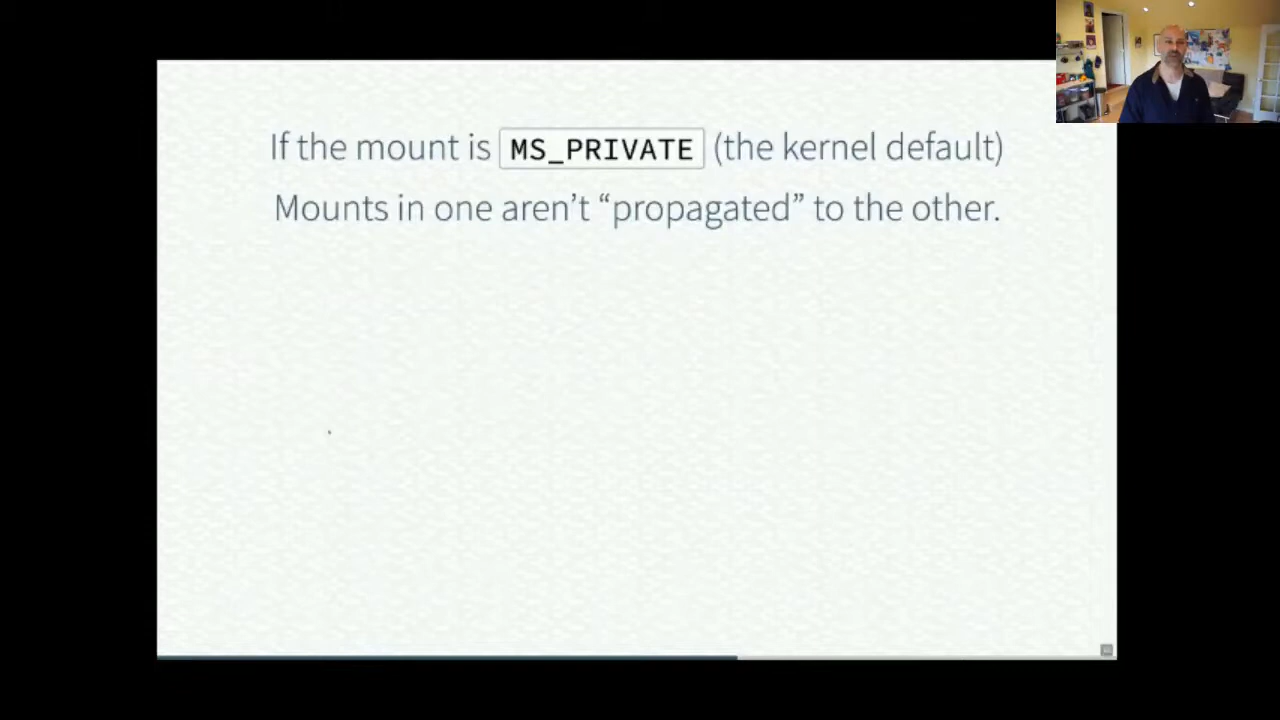 If the mount is MS_PRIVATE (the kernel default)
Mounts in one aren’t “propagated” to the other.